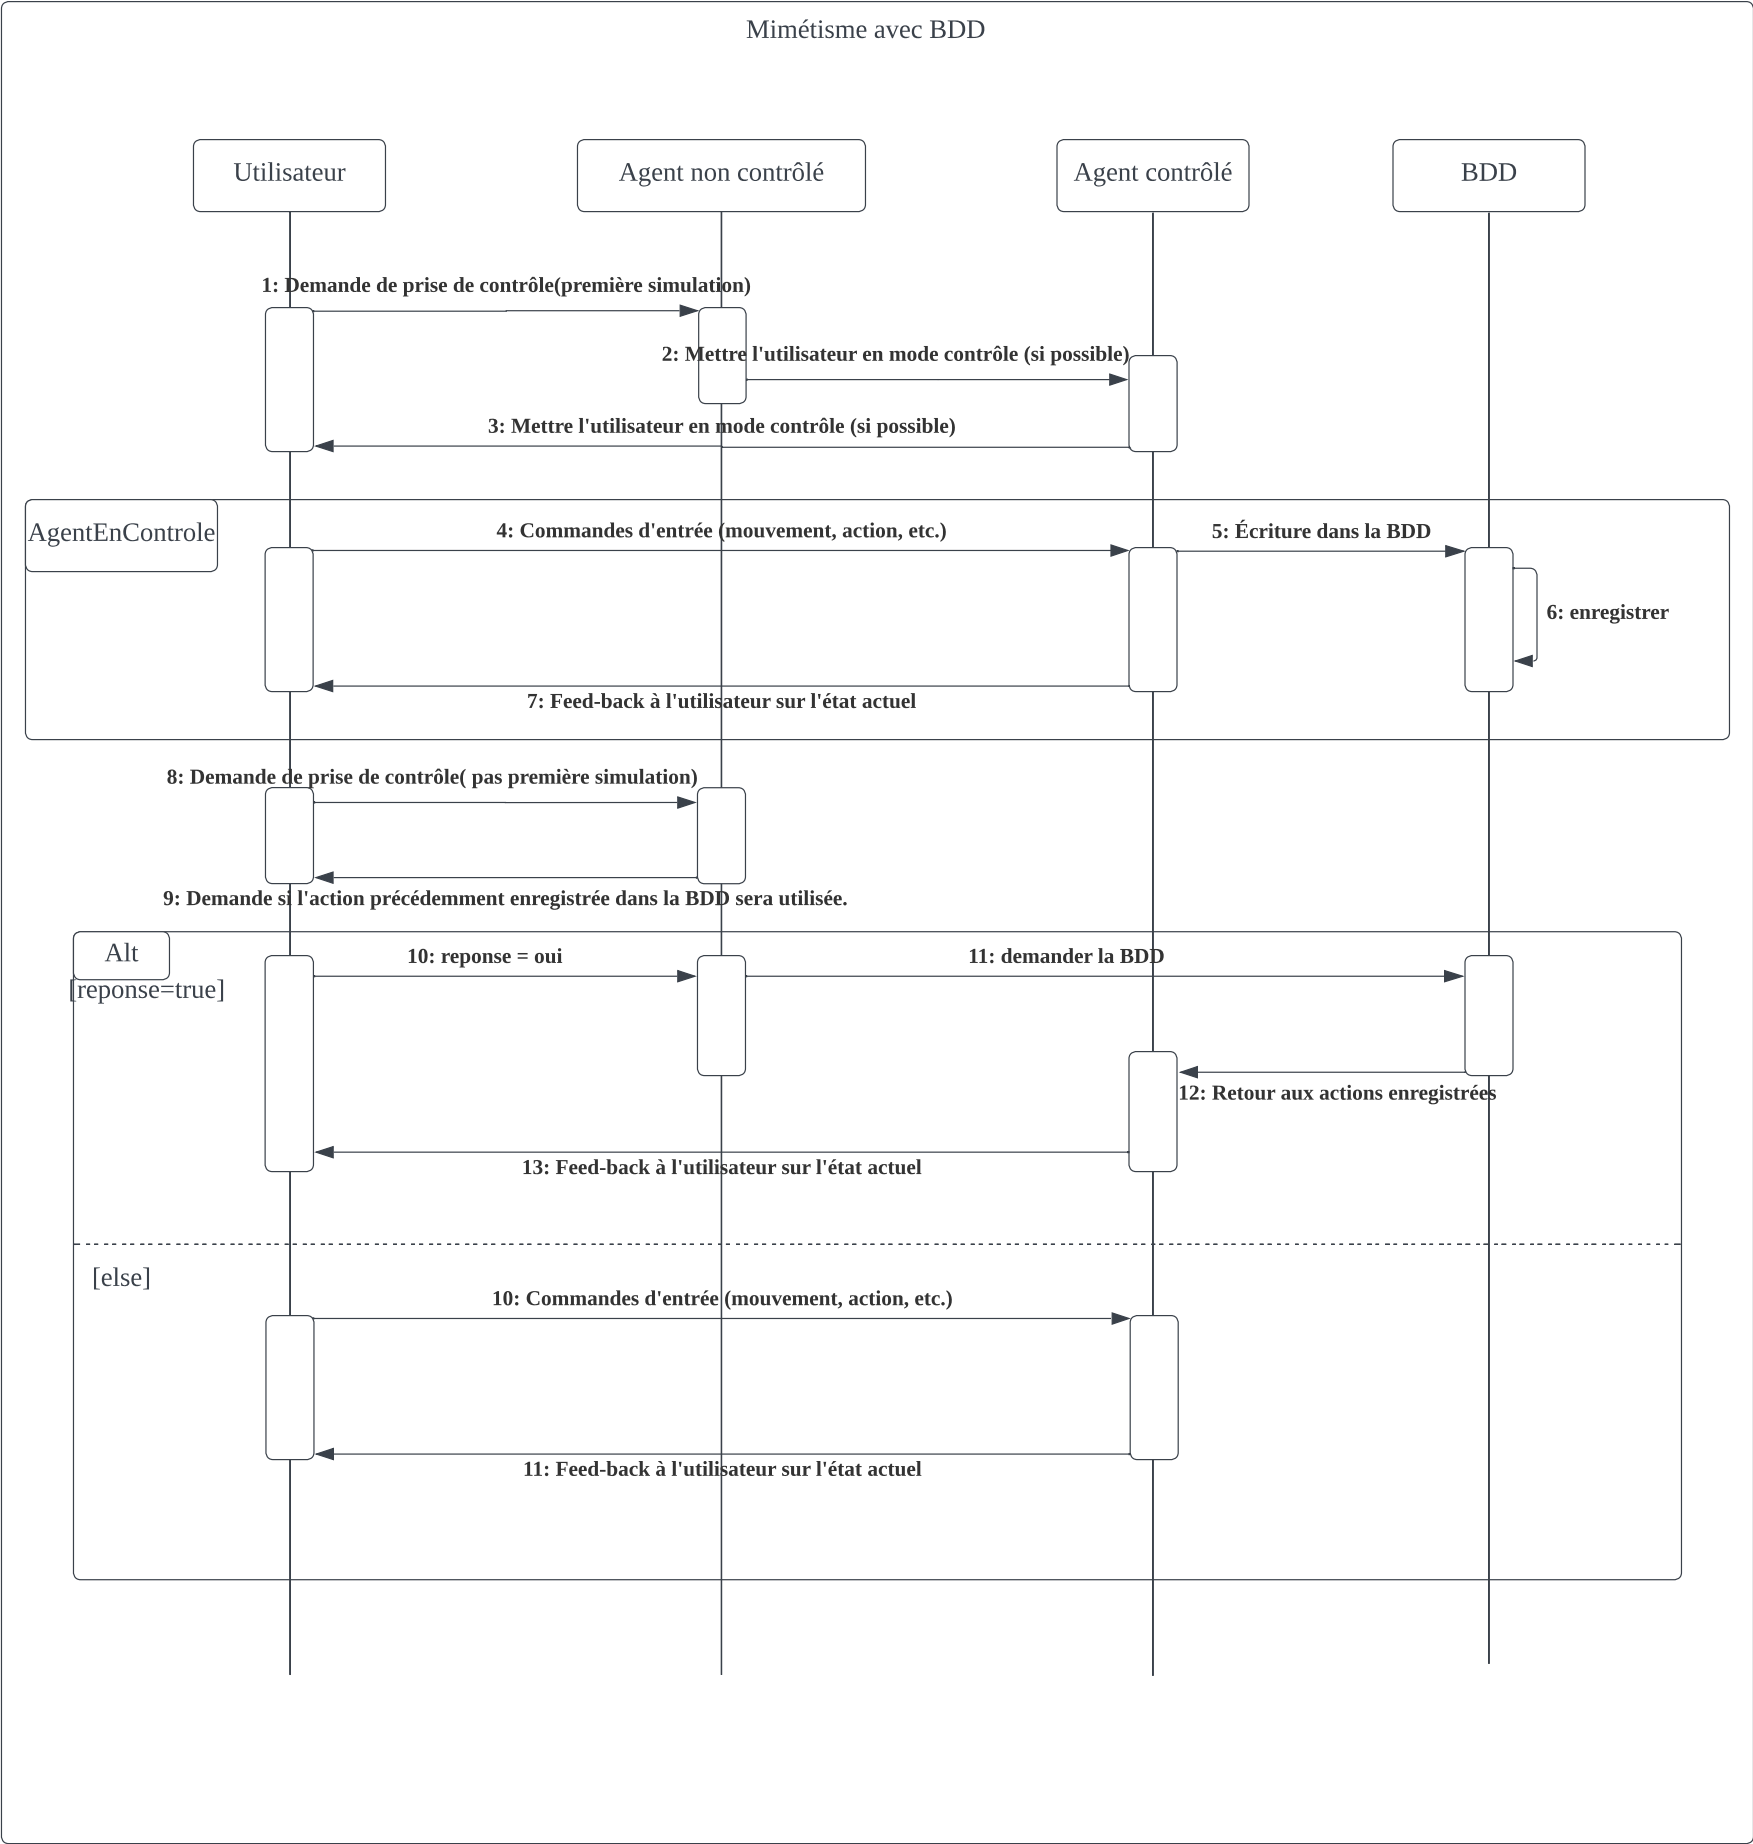 Mimétisme avec BDD
Utilisateur
Agent non contrôlé
Agent contrôlé
BDD
1: Demande de prise de contrôle(première simulation)
2: Mettre l'utilisateur en mode contrôle (si possible)
3: Mettre l'utilisateur en mode contrôle (si possible)
AgentEnControle
4: Commandes d'entrée (mouvement, action, etc.)
5: Écriture dans la BDD
6: enregistrer
7: Feed-back à l'utilisateur sur l'état actuel
8: Demande de prise de contrôle( pas première simulation)
9: Demande si l'action précédemment enregistrée dans la BDD sera utilisée.
Alt
[reponse=true]
10: reponse = oui
11: demander la BDD
12: Retour aux actions enregistrées
13: Feed-back à l'utilisateur sur l'état actuel
[else]
10: Commandes d'entrée (mouvement, action, etc.)
11: Feed-back à l'utilisateur sur l'état actuel